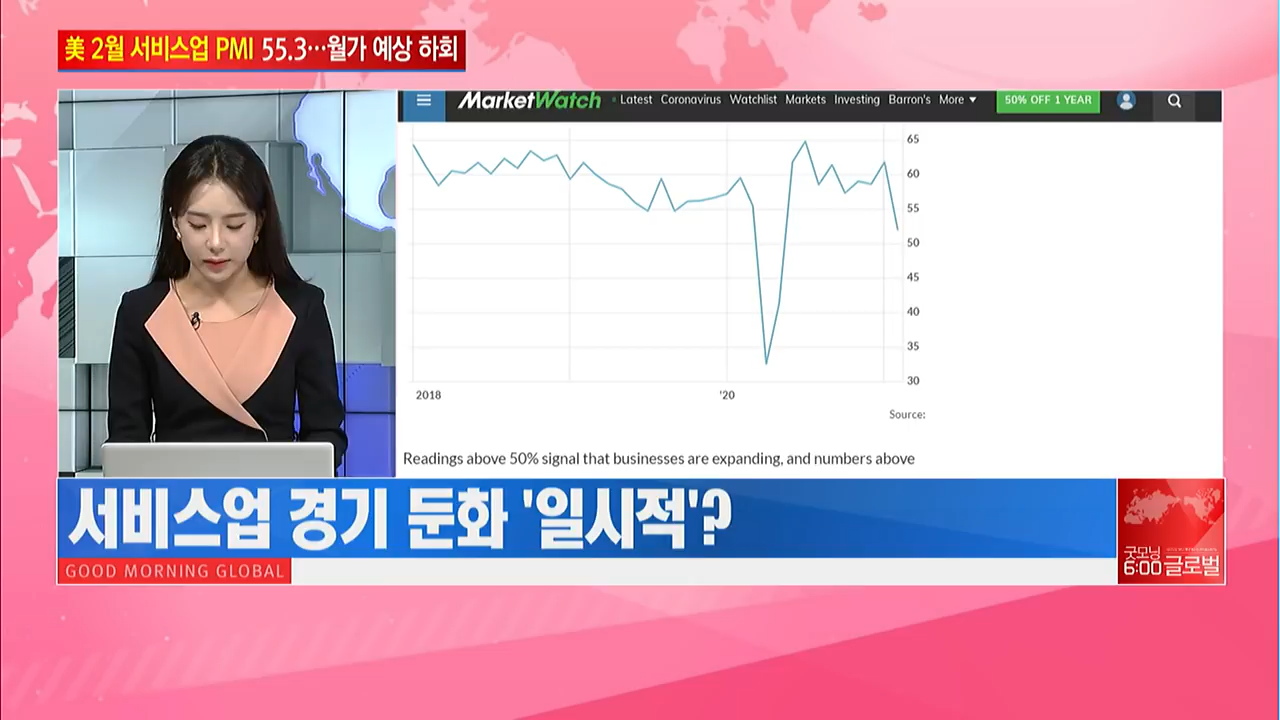 美 2월 서비스업 PMI 55.3…월가 예상 하회
MarketWatch
Latest Coronavirus Watchlist Markets Investing Barron's More ▼ 50% OFF 1 YEAR
65
60
55
50
45
40
35
30
2018 '20
Source:
Readings above 50% signal that businesses are expanding, and numbers above
서비스업 경기 둔화 '일시적'?
GOOD MORNING GLOBAL
굿모닝
6:00 글로벌